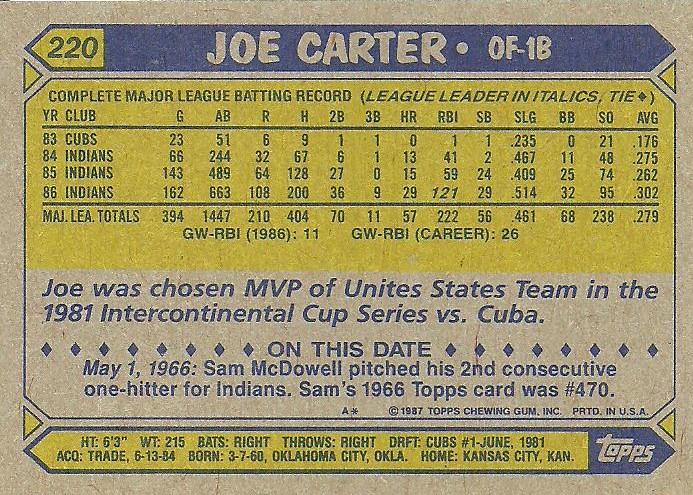 220 JOE CARTER • OF-1B
COMPLETE MAJOR LEAGUE BATTING RECORD (LEAGUE LEADER IN ITALICS, TIE♦)
YR CLUB G AB R H 2B 3B HR RBI SB SLG BB SO AVG
83 CUBS 23 51 6 9 1 1 0 1 1 .235 0 21 .176
84 INDIANS 66 244 32 67 6 1 13 41 2 .467 11 48 .275
85 INDIANS 143 489 64 128 27 0 15 59 24 .409 25 74 .262
86 INDIANS 162 663 108 200 36 9 29 121 29 .514 32 95 .302
MAJ. LEA. TOTALS 394 1447 210 404 70 11 57 222 56 .461 68 238 .279
GW-RBI (1986): 11 GW-RBI (CAREER): 26
Joe was chosen MVP of Unites States Team in the
1981 Intercontinental Cup Series vs. Cuba.
♦ ♦ ♦ ♦ ♦ ♦ ♦ ON THIS DATE ♦ ♦ ♦ ♦ ♦ ♦ ♦
May 1, 1966: Sam McDowell pitched his 2nd consecutive
one-hitter for Indians. Sam's 1966 Topps card was #470.
A* ©1987 TOPPS CHEWING GUM, INC. PRTD. IN U.S.A.
HT: 6'3" WT: 215 BATS: RIGHT THROWS: RIGHT DRFT: CUBS #1-JUNE, 1981
ACQ: TRADE, 6-13-84 BORN: 3-7-60, OKLAHOMA CITY, OKLA. HOME: KANSAS CITY, KAN.
topps